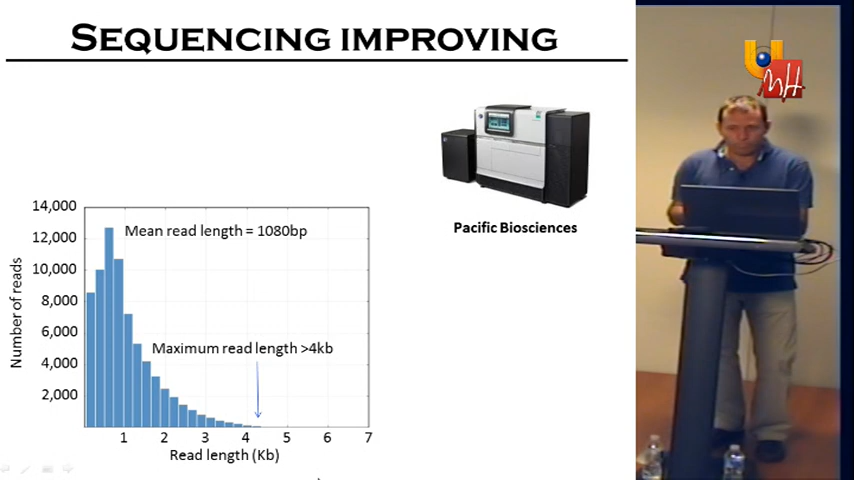 SEQUENCING IMPROVING
UMH
Pacific Biosciences
14,000
12,000
10,000
8,000
6,000
4,000
2,000
Number of reads
Mean read length = 1080bp
Maximum read length >4kb
1 2 3 4 5 6 7
Read length (Kb)